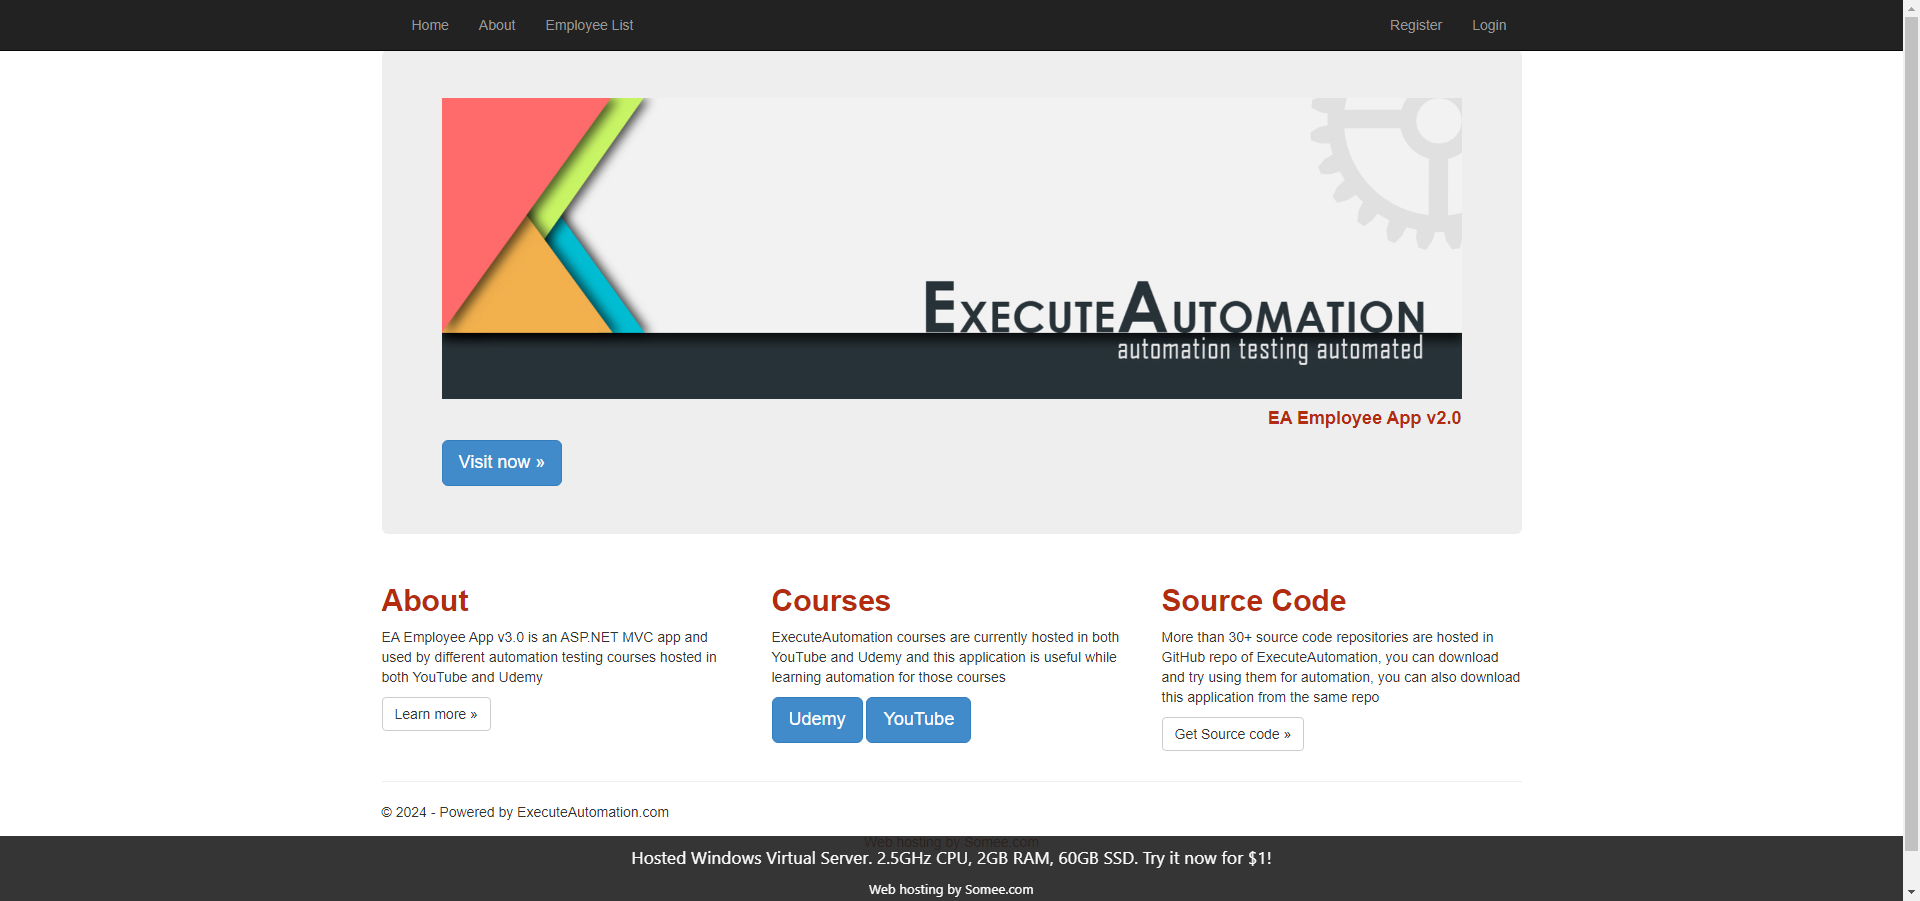 Home About Employee List Register Login
EXECUTEAUTOMATION
automation testing automated
EA Employee App v2.0
Visit now »
About
EA Employee App v3.0 is an ASP.NET MVC app and
used by different automation testing courses hosted in
both YouTube and Udemy
Learn more »
Courses
ExecuteAutomation courses are currently hosted in both
YouTube and Udemy and this application is useful while
learning automation for those courses
Udemy YouTube
Source Code
More than 30+ source code repositories are hosted in
GitHub repo of ExecuteAutomation, you can download
and try using them for automation, you can also download
this application from the same repo
Get Source code »
© 2024 - Powered by ExecuteAutomation.com
Web hosting by Somee.com
Hosted Windows Virtual Server. 2.5GHz CPU, 2GB RAM, 60GB SSD. Try it now for $1!
Web hosting by Somee.com